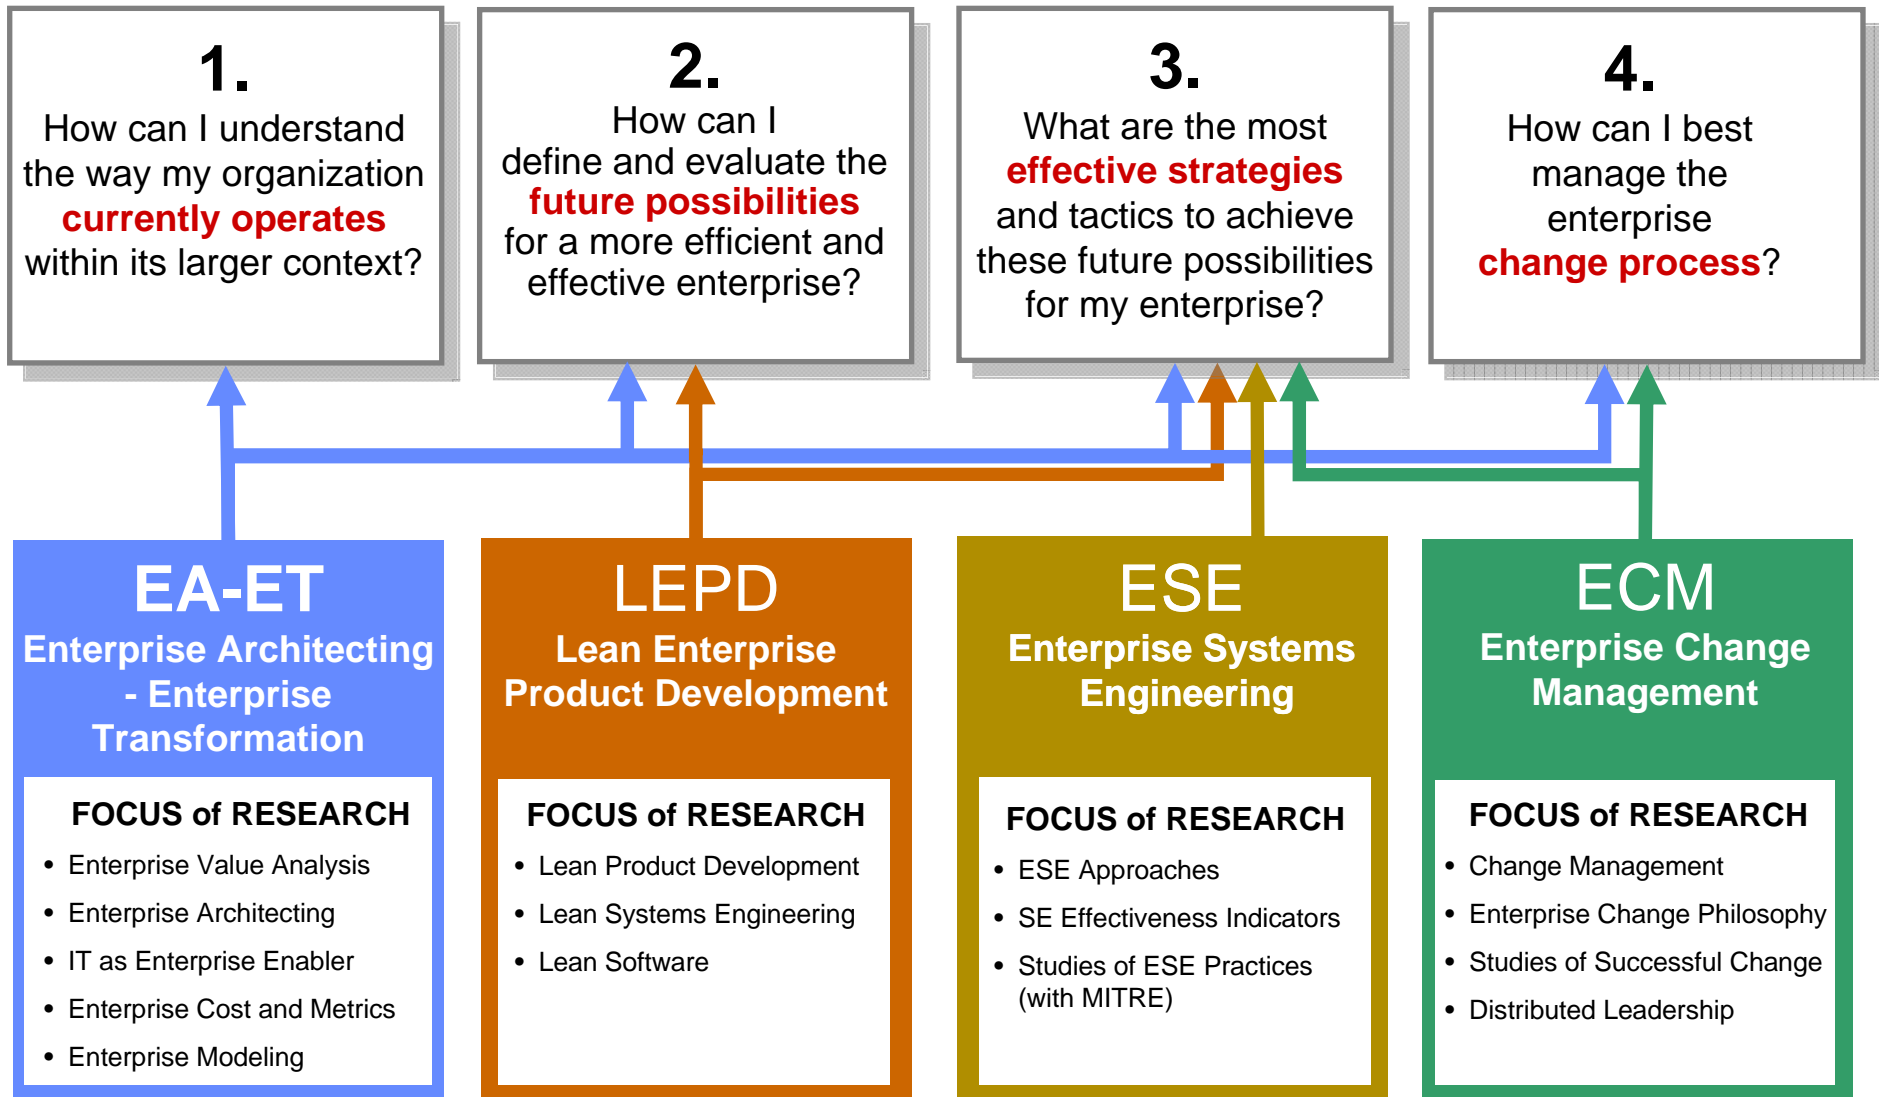 1.
How can I understand
the way my organization
currently operates
within its larger context?
2.
How can I
define and evaluate the
future possibilities
for a more efficient and
effective enterprise?
3.
What are the most
effective strategies
and tactics to achieve
these future possibilities
for my enterprise?
4.
How can I best
manage the
enterprise
change process?
EA-ET
Enterprise Architecting
- Enterprise
Transformation
FOCUS of RESEARCH
• Enterprise Value Analysis
• Enterprise Architecting
• IT as Enterprise Enabler
• Enterprise Cost and Metrics
• Enterprise Modeling
LEPD
Lean Enterprise
Product Development
FOCUS of RESEARCH
• Lean Product Development
• Lean Systems Engineering
• Lean Software
ESE
Enterprise Systems
Engineering
FOCUS of RESEARCH
• ESE Approaches
• SE Effectiveness Indicators
• Studies of ESE Practices
(with MITRE)
ECM
Enterprise Change
Management
FOCUS of RESEARCH
• Change Management
• Enterprise Change Philosophy
• Studies of Successful Change
• Distributed Leadership